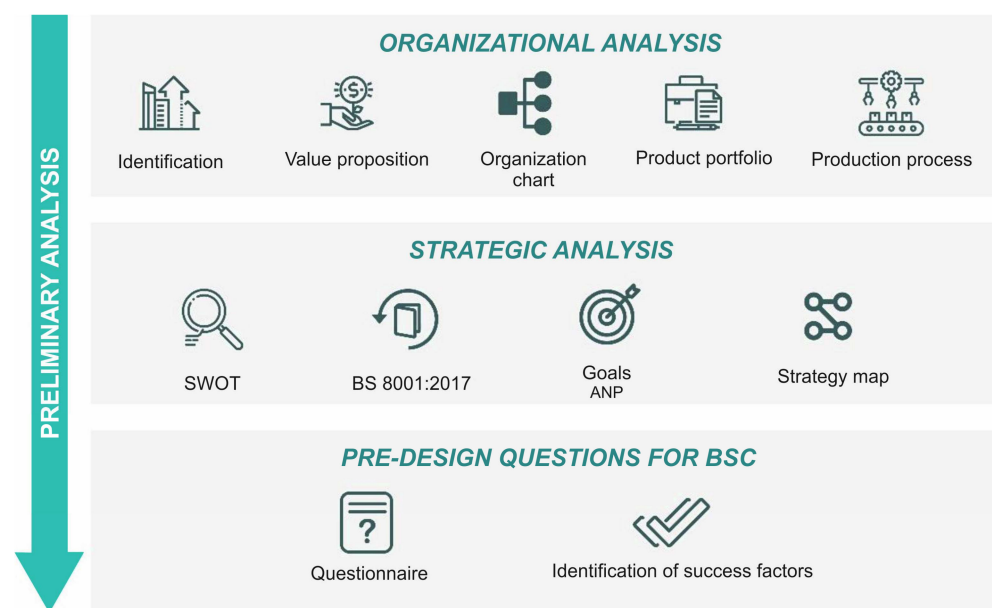 PRELIMINARY ANALYSIS
ORGANIZATIONAL ANALYSIS
Identification
Value proposition
Organization
chart
Product portfolio
Production process
STRATEGIC ANALYSIS
SWOT
BS 8001:2017
Goals
ANP
Strategy map
PRE-DESIGN QUESTIONS FOR BSC
?
Questionnaire
Identification of success factors